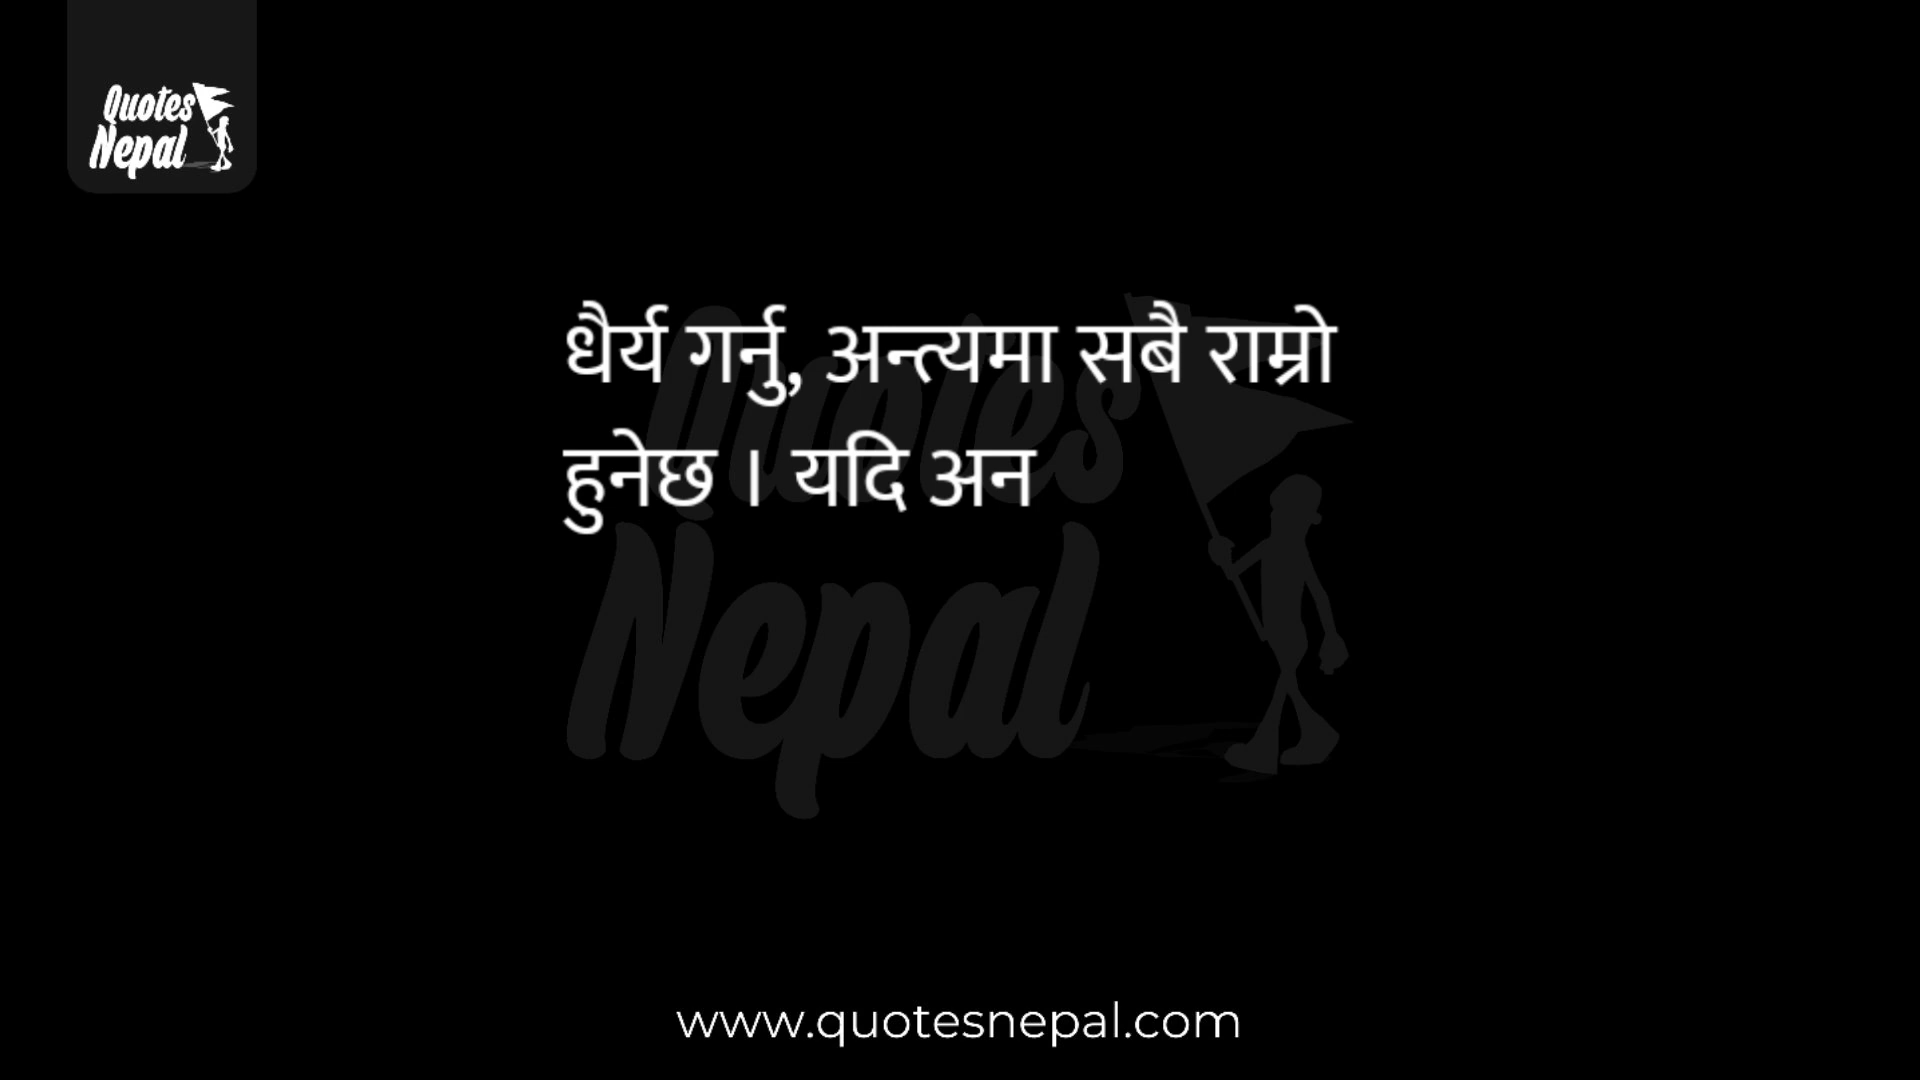 Quotes
Nepal
धैर्य गर्नु, अन्त्यमा सबै राम्रो
हुनेछ । यदि अन
Quotes
Nepal
www.quotesnepal.com